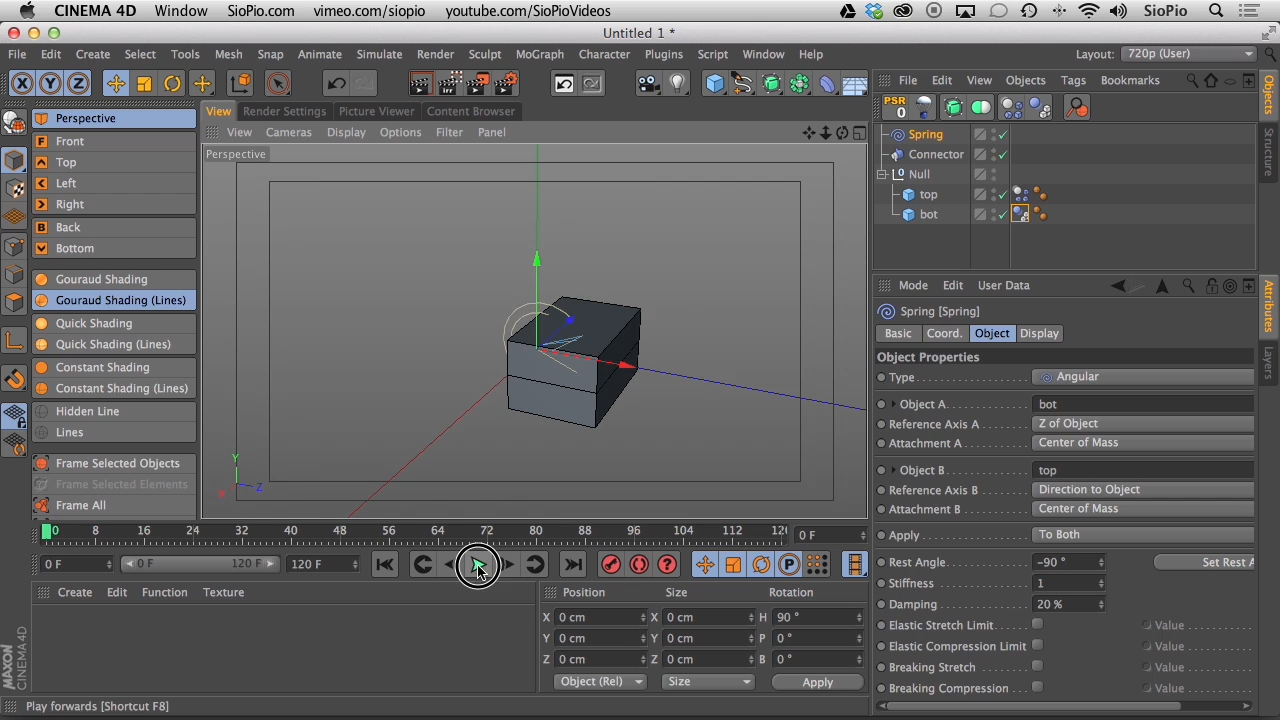 CINEMA 4D Window SioPio.com vimeo.com/siopio youtube.com/SioPioVideos SioPio
Untitled 1 *
File Edit Create Select Tools Mesh Snap Animate Simulate Render Sculpt MoGraph Character Plugins Script Window Help Layout: 720p (User)
X Y Z
View Render Settings Picture Viewer Content Browser
File Edit View Objects Tags Bookmarks
Objects
Structure
PSR
0
Perspective
F Front
Top
Left
Right
B Back
Bottom
Gouraud Shading
Gouraud Shading (Lines)
Quick Shading
Quick Shading (Lines)
Constant Shading
Constant Shading (Lines)
Hidden Line
Lines
Frame Selected Objects
Frame Selected Elements
Frame All
View Cameras Display Options Filter Panel
Perspective
Y
X
Z
Spring
Connector
Null
top
bot
Mode Edit User Data
Attributes
Layers
Spring [Spring]
Basic Coord. Object Display
Object Properties
Type Angular
Object A bot
Reference Axis A Z of Object
Attachment A Center of Mass
Object B top
Reference Axis B Direction to Object
Attachment B Center of Mass
Apply To Both
Rest Angle -90 ° Set Rest A
Stiffness 1
Damping 20 %
Elastic Stretch Limit Value
Elastic Compression Limit Value
Breaking Stretch Value
Breaking Compression Value
0 8 16 24 32 40 48 56 64 72 80 88 96 104 112 120 0 F
0 F 0 F 120 F 120 F
P
Create Edit Function Texture
Position Size Rotation
X 0 cm X 0 cm H 90 °
Y 0 cm Y 0 cm P 0 °
Z 0 cm Z 0 cm B 0 °
Object (Rel) Size Apply
MAXON
CINEMA 4D
Play forwards [Shortcut F8]